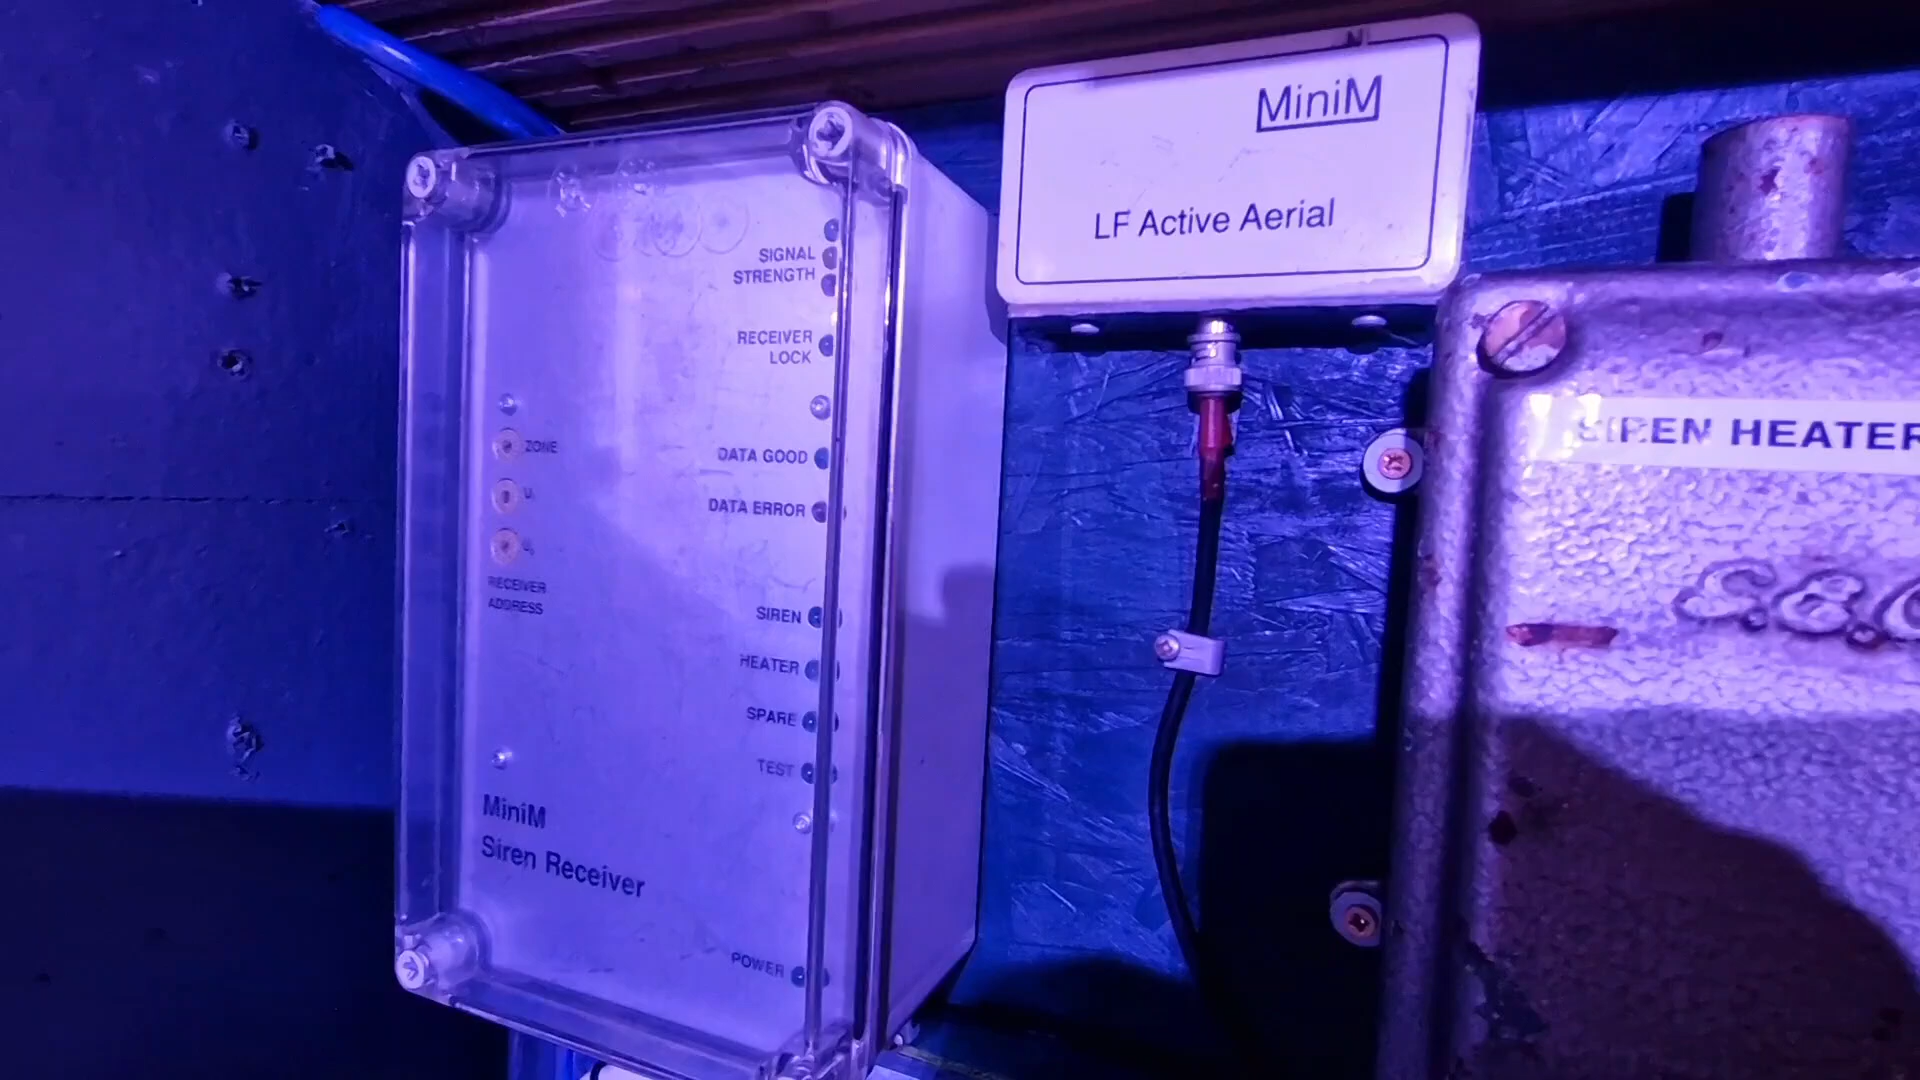 SIGNAL
STRENGTH
RECEIVER
LOCK
ZONE
DATA GOOD
DATA ERROR
RECEIVER
ADDRESS
SIREN
HEATER
SPARE
TEST
MiniM
Siren Receiver
POWER
MiniM
LF Active Aerial
SIREN HEATER